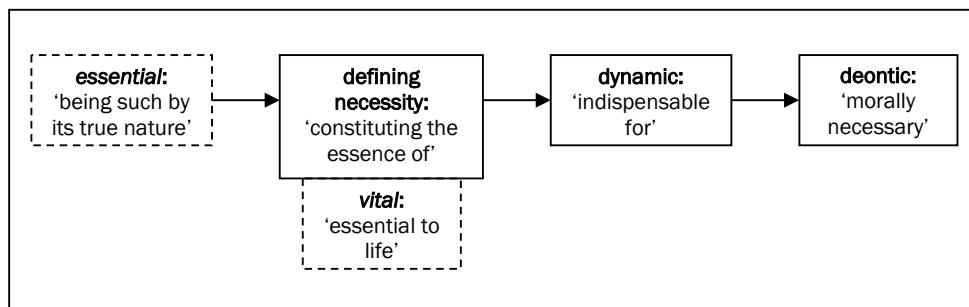 essential:
‘being such by
its true nature’
defining
necessity:
‘constituting the
essence of’
vital:
‘essential to
life’
dynamic:
‘indispensable
for’
deontic:
‘morally
necessary’